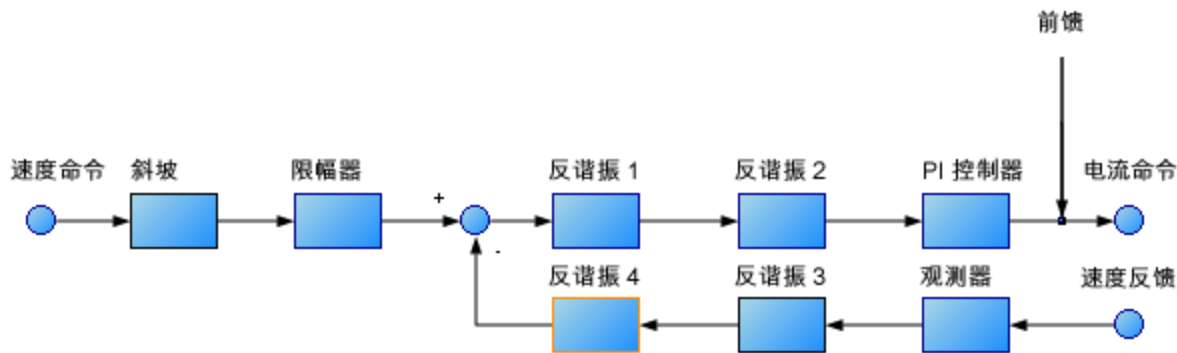 前馈
速度命令
斜坡
限幅器
反谐振 1
反谐振 2
PI 控制器
电流命令
+
-
反谐振 4
反谐振 3
观测器
速度反馈